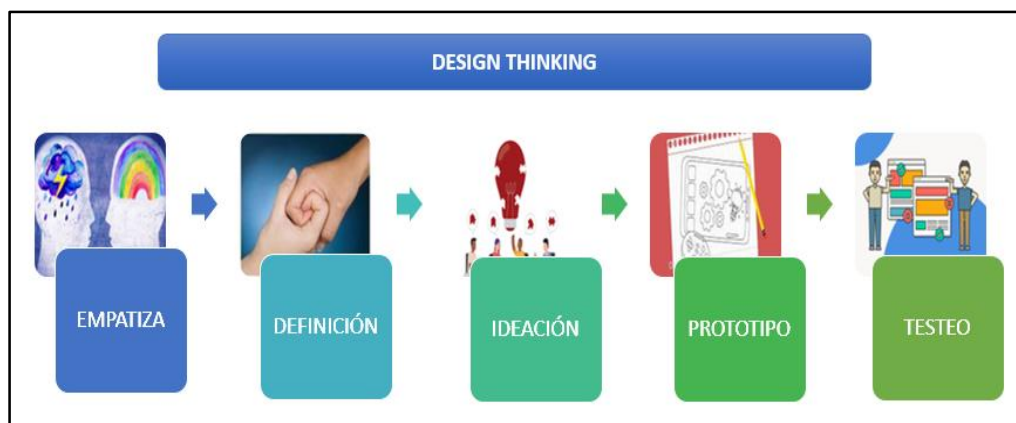 DESIGN THINKING
EMPATIZA
DEFINICIÓN
IDEACIÓN
PROTOTIPO
TESTEO